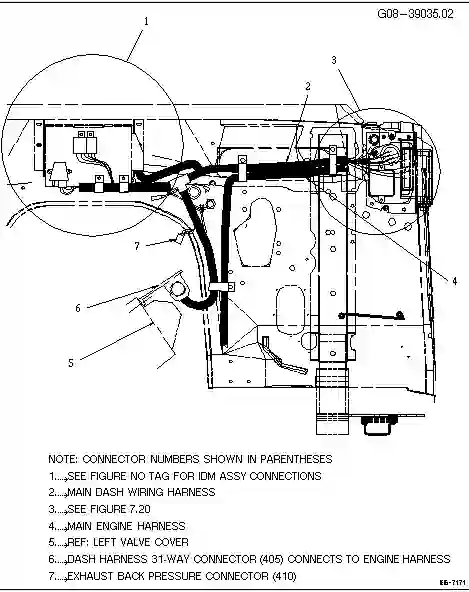 G08-39035.02
1
3
2
7
4
6
5
NOTE: CONNECTOR NUMBERS SHOWN IN PARENTHESES
1....SEE FIGURE NO TAG FOR IDM ASSY CONNECTIONS
2....MAIN DASH WIRING HARNESS
3....SEE FIGURE 7.20
4....MAIN ENGINE HARNESS
5....REF: LEFT VALVE COVER
6....DASH HARNESS 31-WAY CONNECTOR (405) CONNECTS TO ENGINE HARNESS
7....EXHAUST BACK PRESSURE CONNECTOR (410)